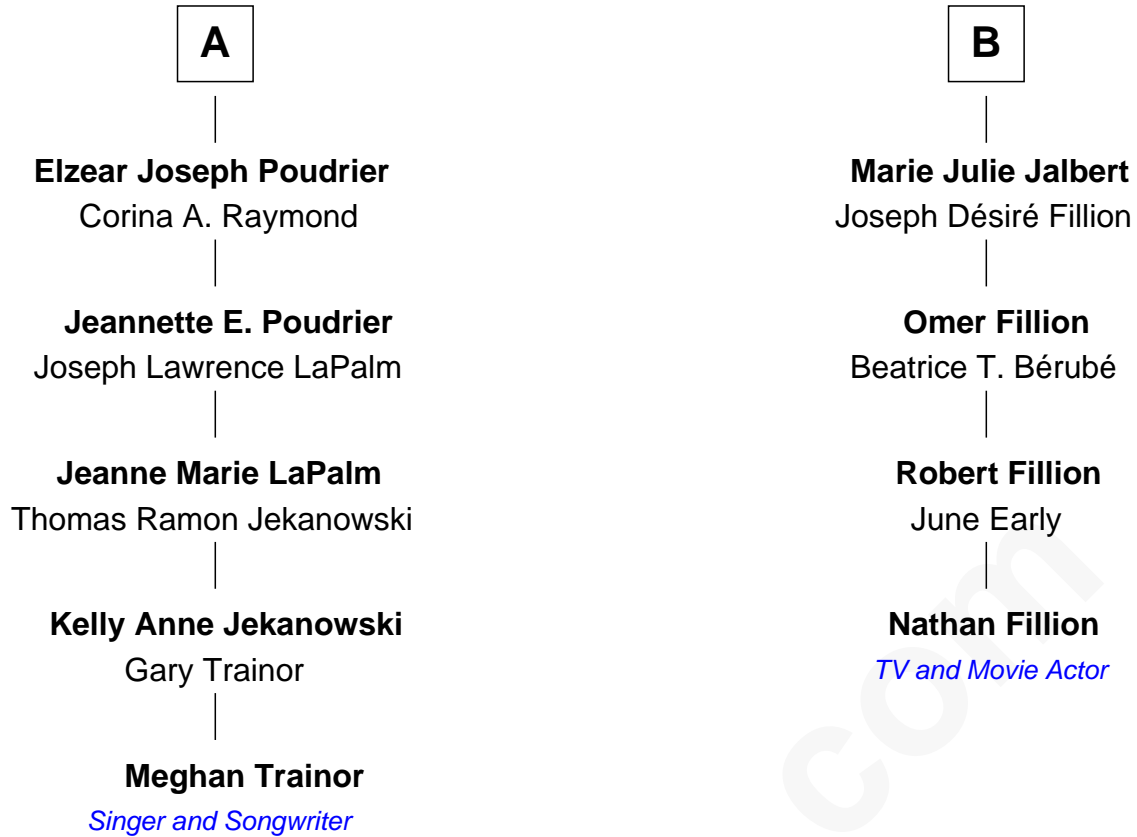 A
Elzear Joseph Poudrier
Corina A. Raymond
Jeannette E. Poudrier
Joseph Lawrence LaPalm
Jeanne Marie LaPalm
Thomas Ramon Jekanowski
Kelly Anne Jekanowski
Gary Trainor
Meghan Trainor
Singer and Songwriter
B
Marie Julie Jalbert
Joseph Désiré Fillion
Omer Fillion
Beatrice T. Bérubé
Robert Fillion
June Early
Nathan Fillion
TV and Movie Actor
com